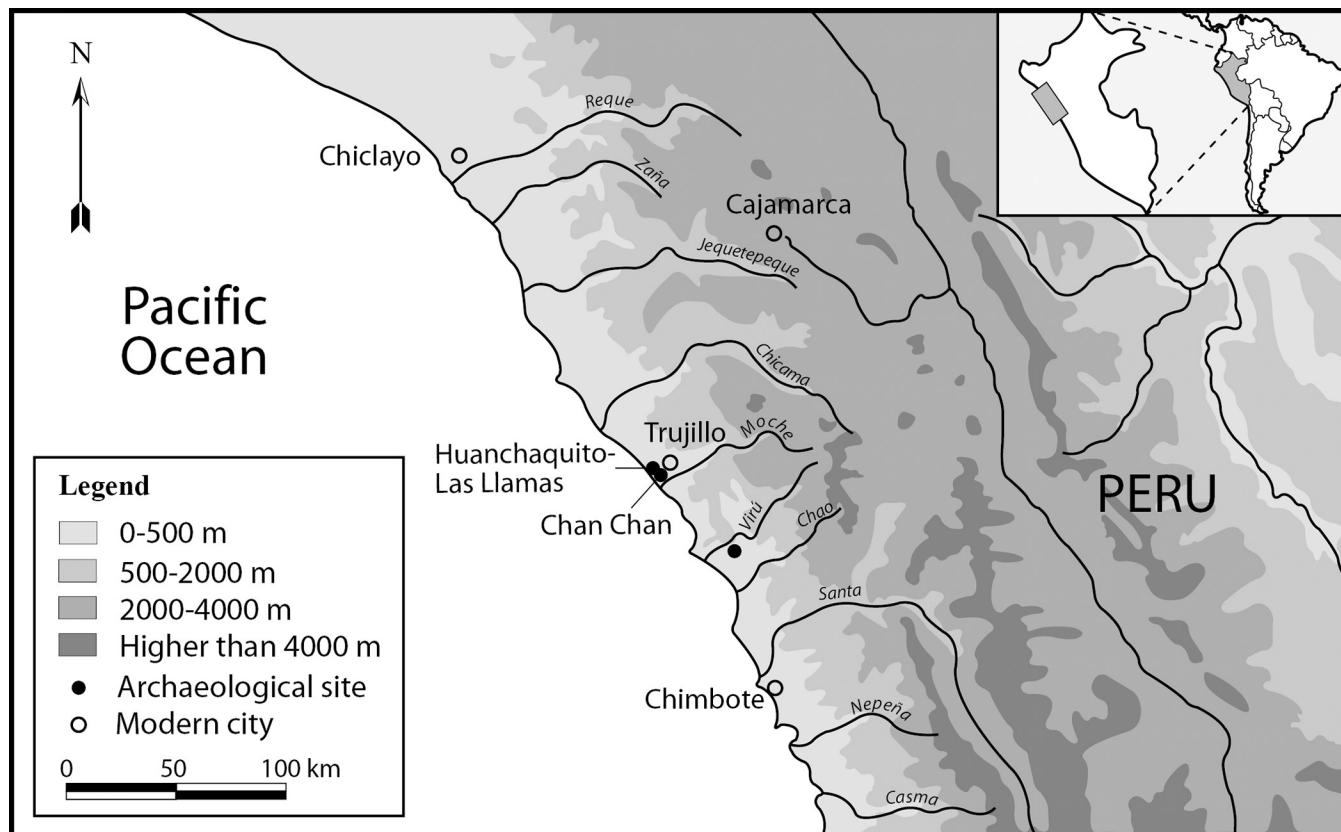 N
Reque
Chiclayo
Zaña
Cajamarca
Jequetepeque
Pacific
Ocean
Chicama
Trujillo
Moche
Huanchaquito-
Las Llamas
Chan Chan
Virú
Chao
PERU
Santa
Chimbote
Nepeña
Casma
Legend
0-500 m
500-2000 m
2000-4000 m
Higher than 4000 m
Archaeological site
Modern city
0 50 100 km